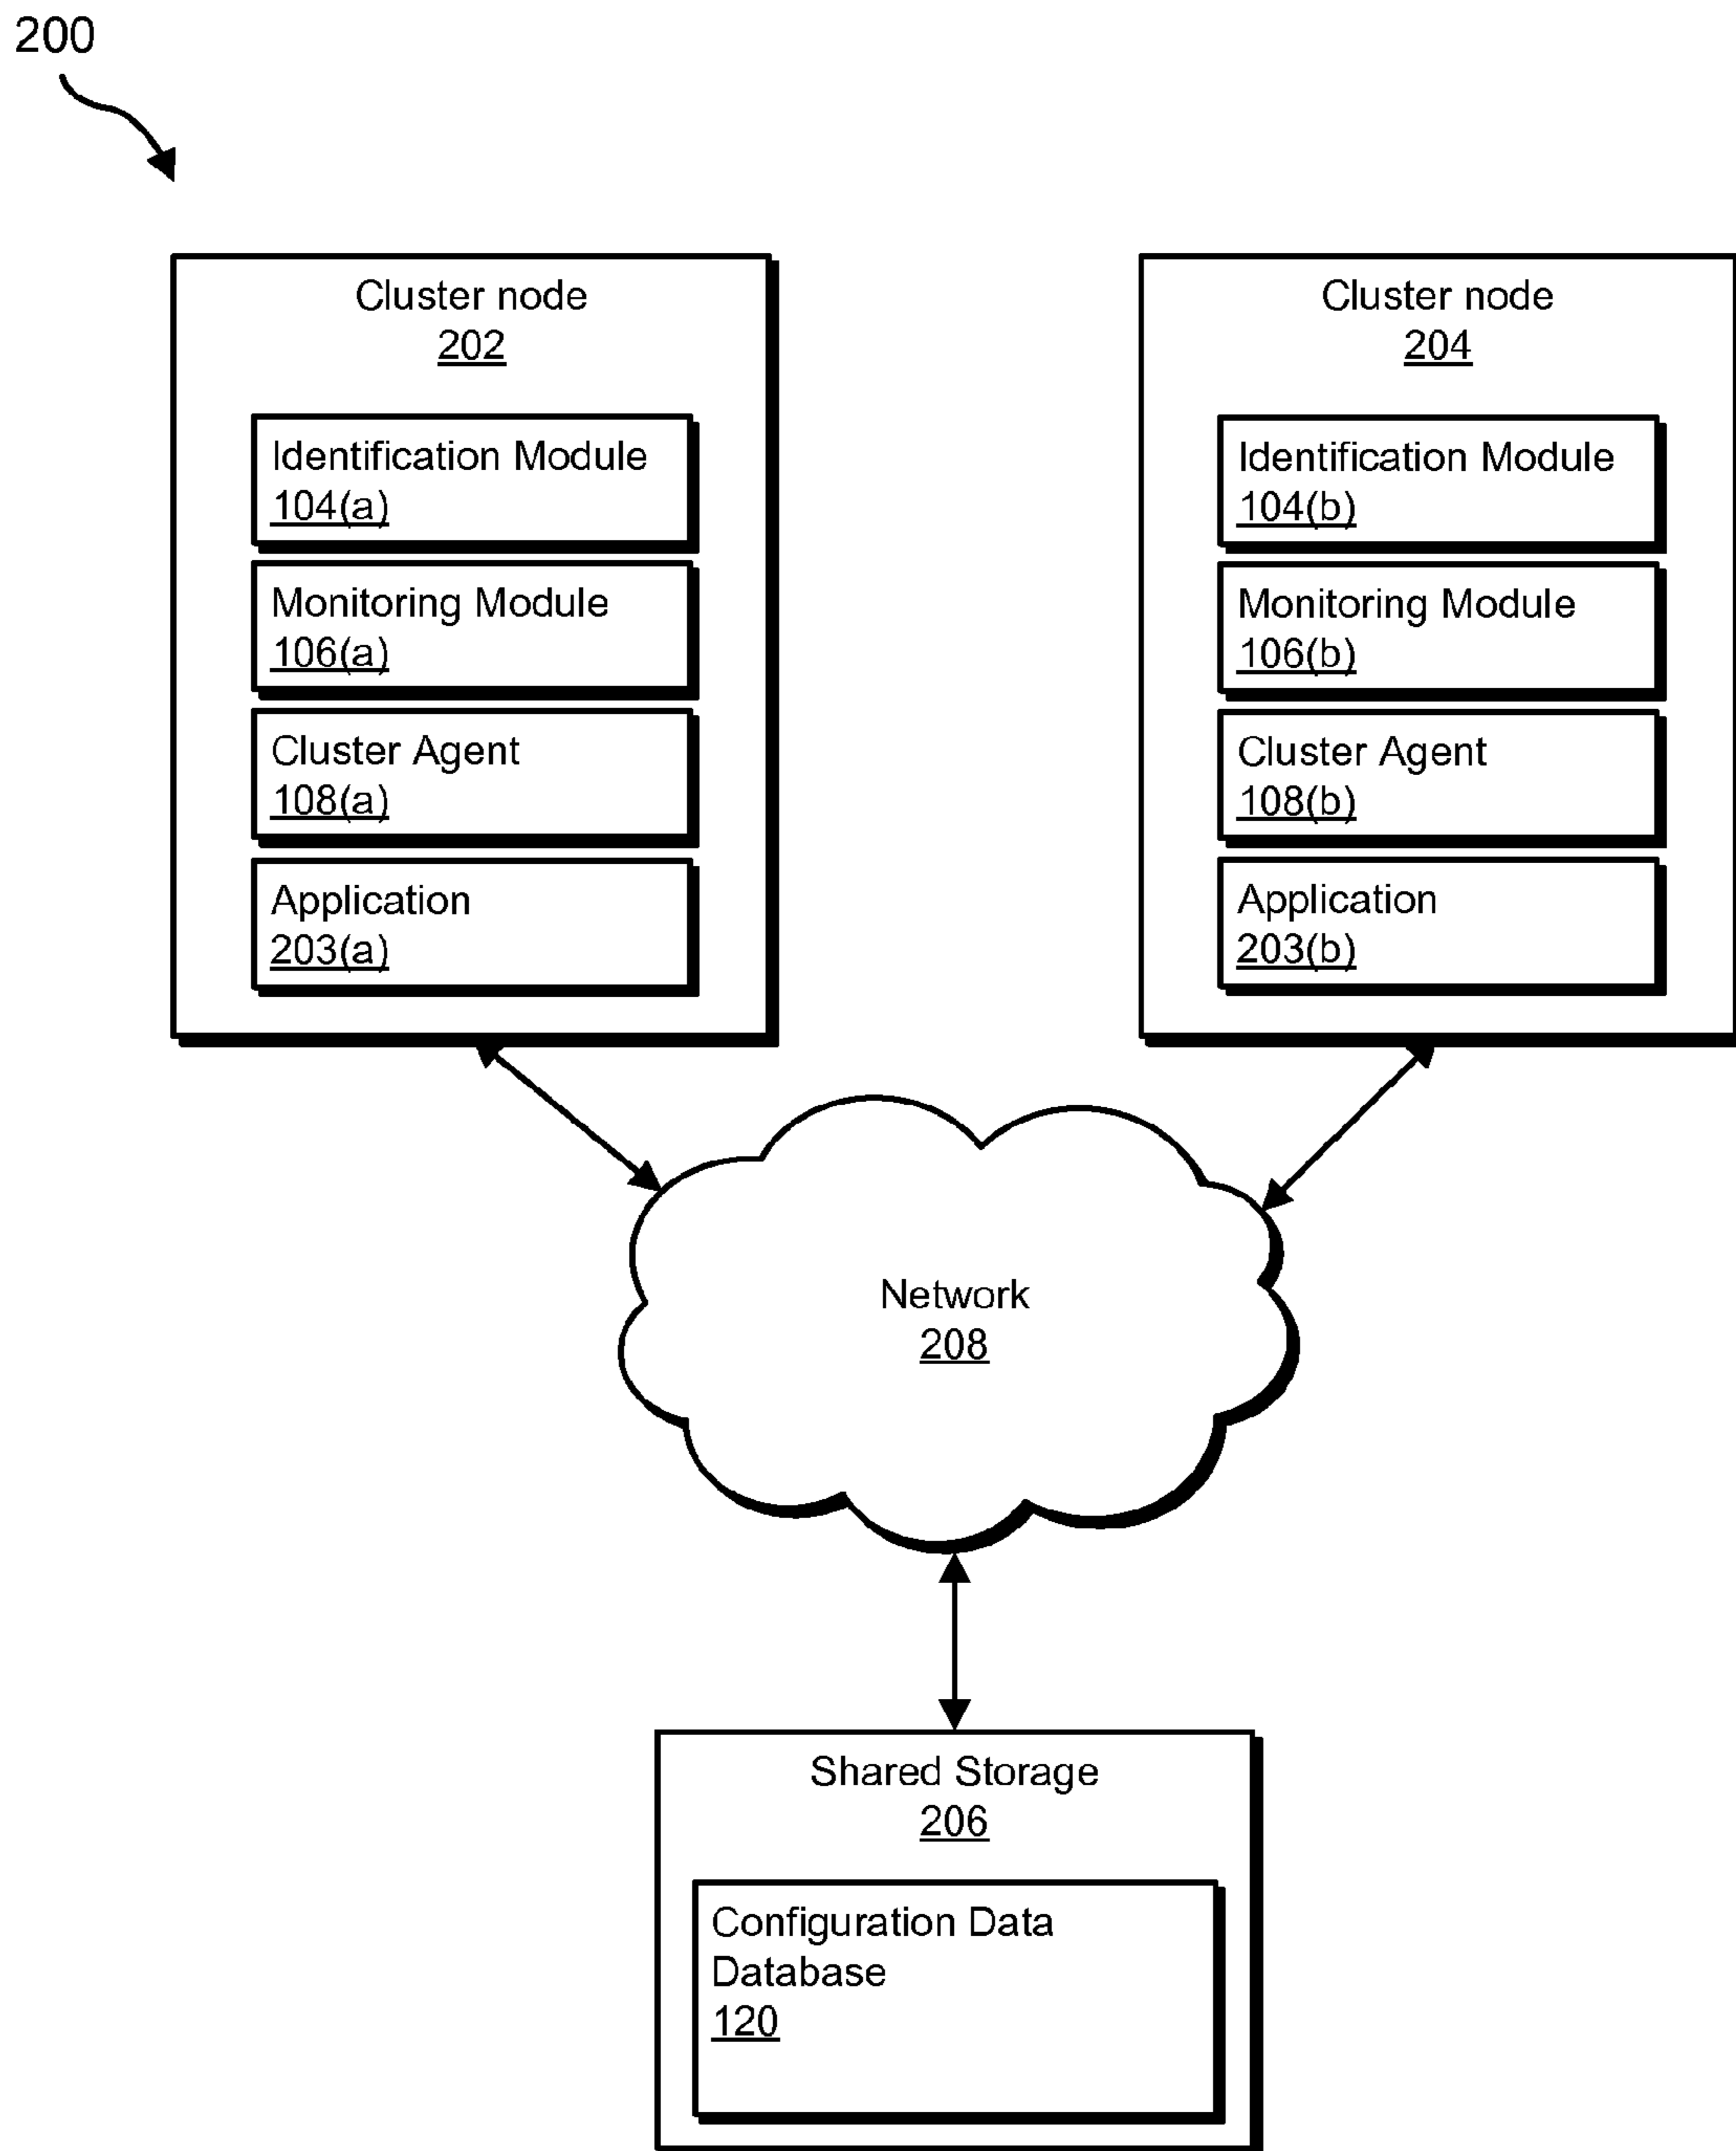 200
Cluster node
202
Identification Module
104(a)
Monitoring Module
106(a)
Cluster Agent
108(a)
Application
203(a)
Cluster node
204
Identification Module
104(b)
Monitoring Module
106(b)
Cluster Agent
108(b)
Application
203(b)
Network
208
Shared Storage
206
Configuration Data
Database
120